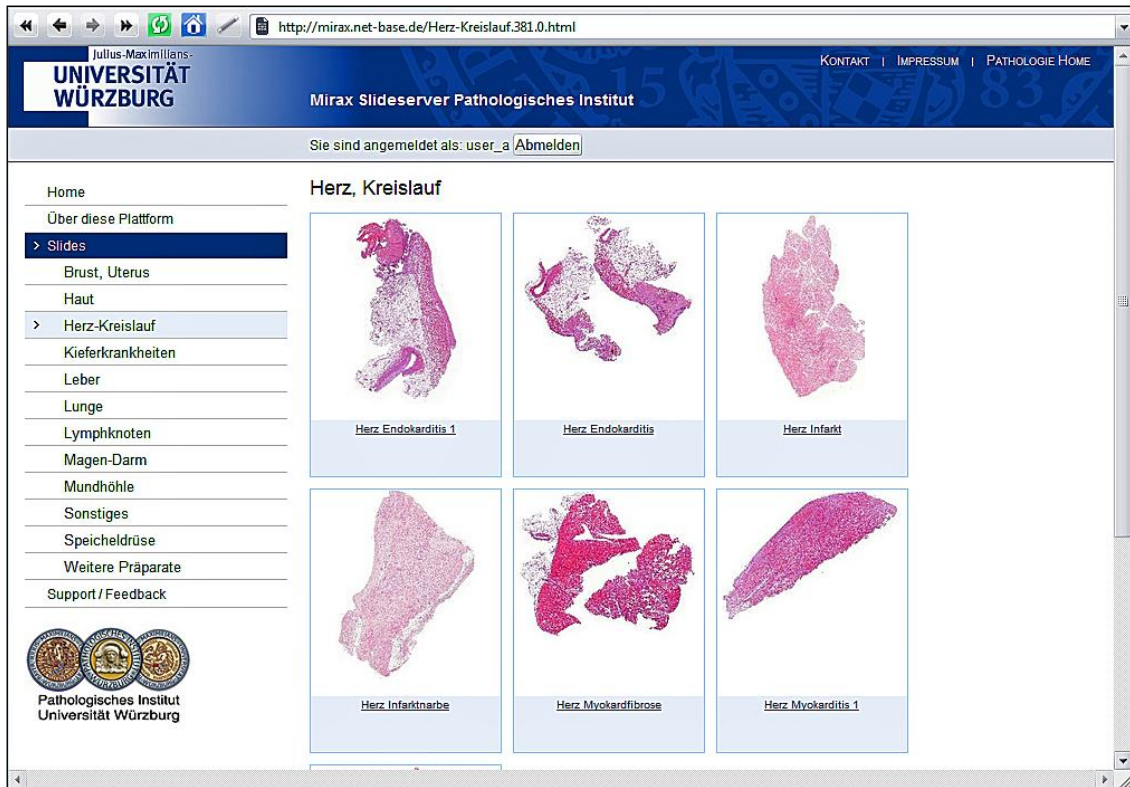 http://mirax.net-base.de/Herz-Kreislauf.381.0.html
Julius-Maximilians-
UNIVERSITÄT
WÜRZBURG
KONTAKT | IMPRESSUM | PATHOLOGIE HOME
Mirax Slideserver Pathologisches Institut
Sie sind angemeldet als: user_a Abmelden
Home
Über diese Plattform
Slides
Brust, Uterus
Haut
Herz-Kreislauf
Kieferkrankheiten
Leber
Lunge
Lymphknoten
Magen-Darm
Mundhöhle
Sonstiges
Speicheldrüse
Weitere Präparate
Support / Feedback
Pathologisches Institut
Universität Würzburg
Herz, Kreislauf
Herz Endokarditis 1
Herz Endokarditis
Herz Infarkt
Herz Infarktnarbe
Herz Myokardfibrose
Herz Myokarditis 1